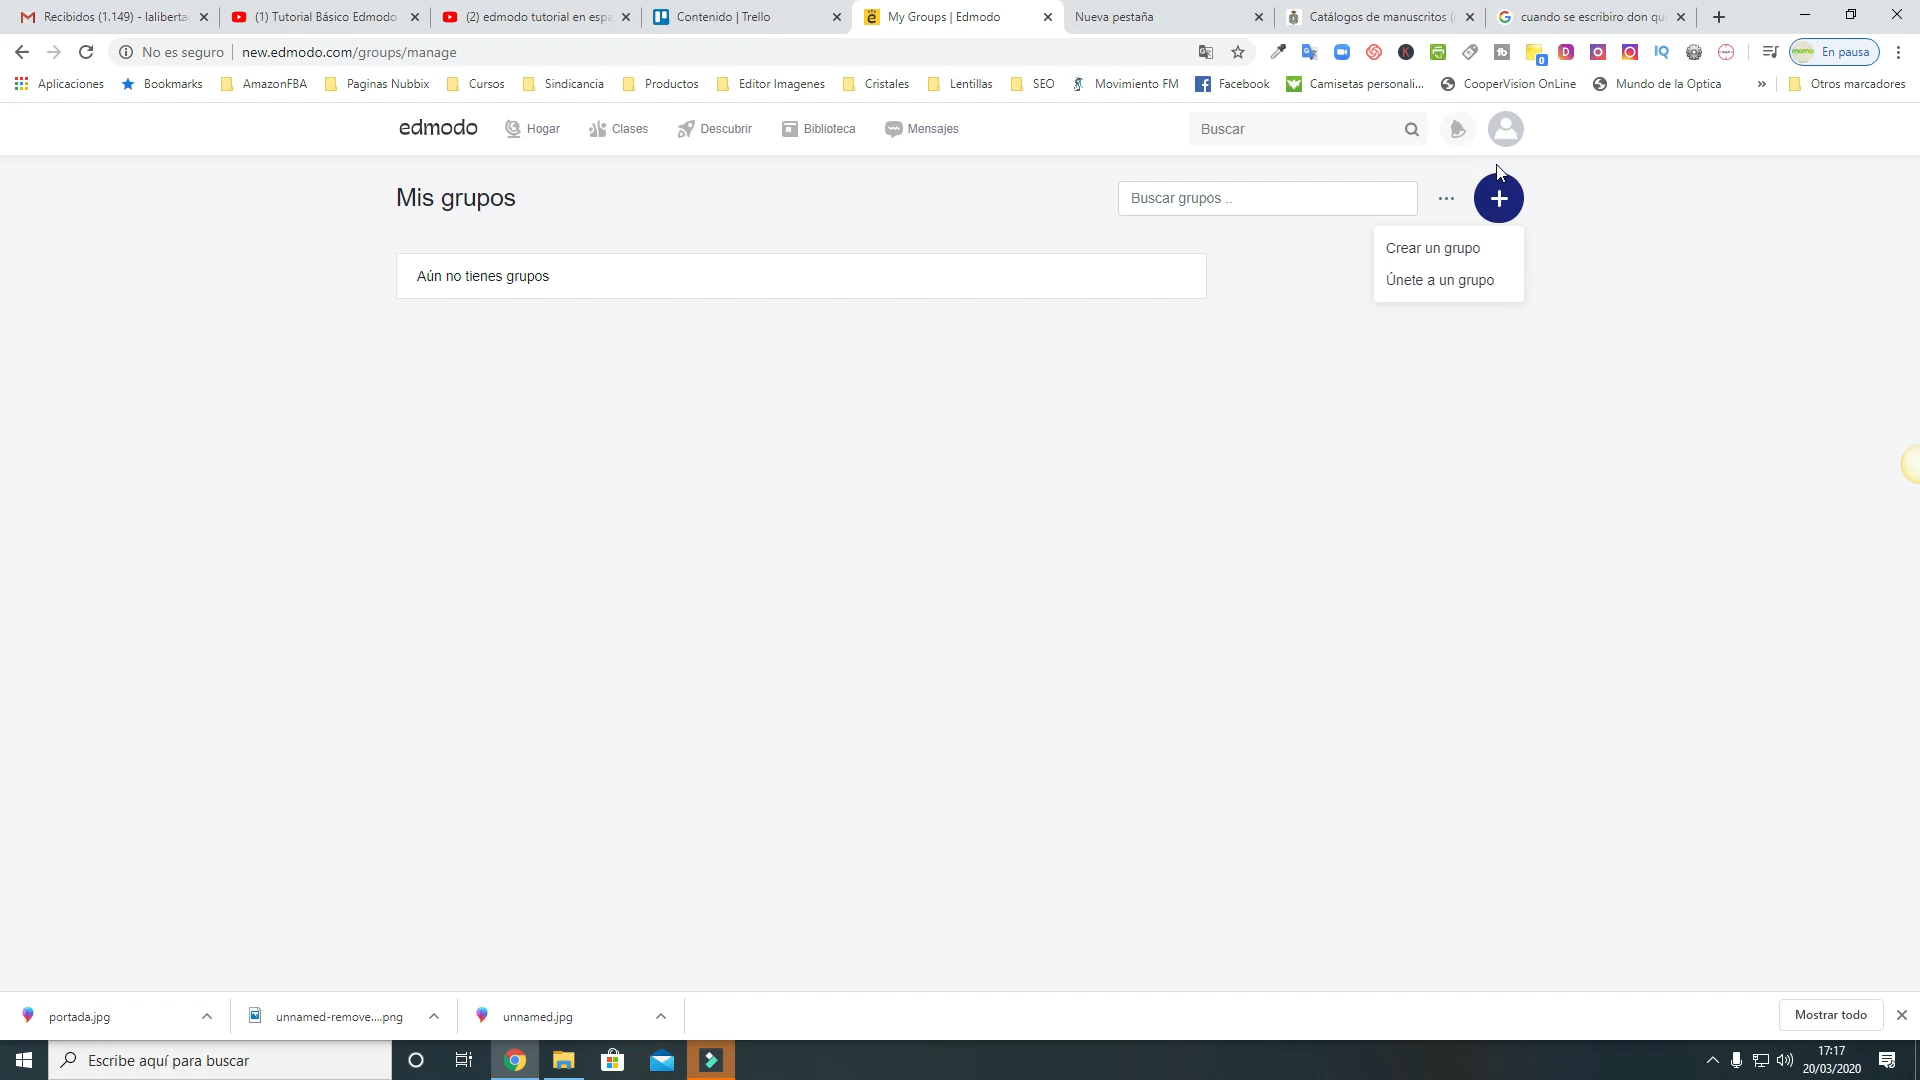 Recibidos (1.149) - laliberta
(1) Tutorial Básico Edmodo
(2) edmodo tutorial en espa
Contenido | Trello
My Groups | Edmodo
Nueva pestaña
Catálogos de manuscritos (
cuando se escribiro don qu
No es seguro
new.edmodo.com/groups/manage
0
momo
En pausa
Aplicaciones
Bookmarks
AmazonFBA
Paginas Nubbix
Cursos
Sindicancia
Productos
Editor Imagenes
Cristales
Lentillas
SEO
Movimiento FM
Facebook
Camisetas personali...
CooperVision OnLine
Mundo de la Optica
»
Otros marcadores
edmodo
Hogar
Clases
Descubrir
Biblioteca
Mensajes
Buscar
Mis grupos
Buscar grupos ..
Crear un grupo
Únete a un grupo
Aún no tienes grupos
portada.jpg
unnamed-remove....png
unnamed.jpg
Mostrar todo
Escribe aquí para buscar
17:17
20/03/2020